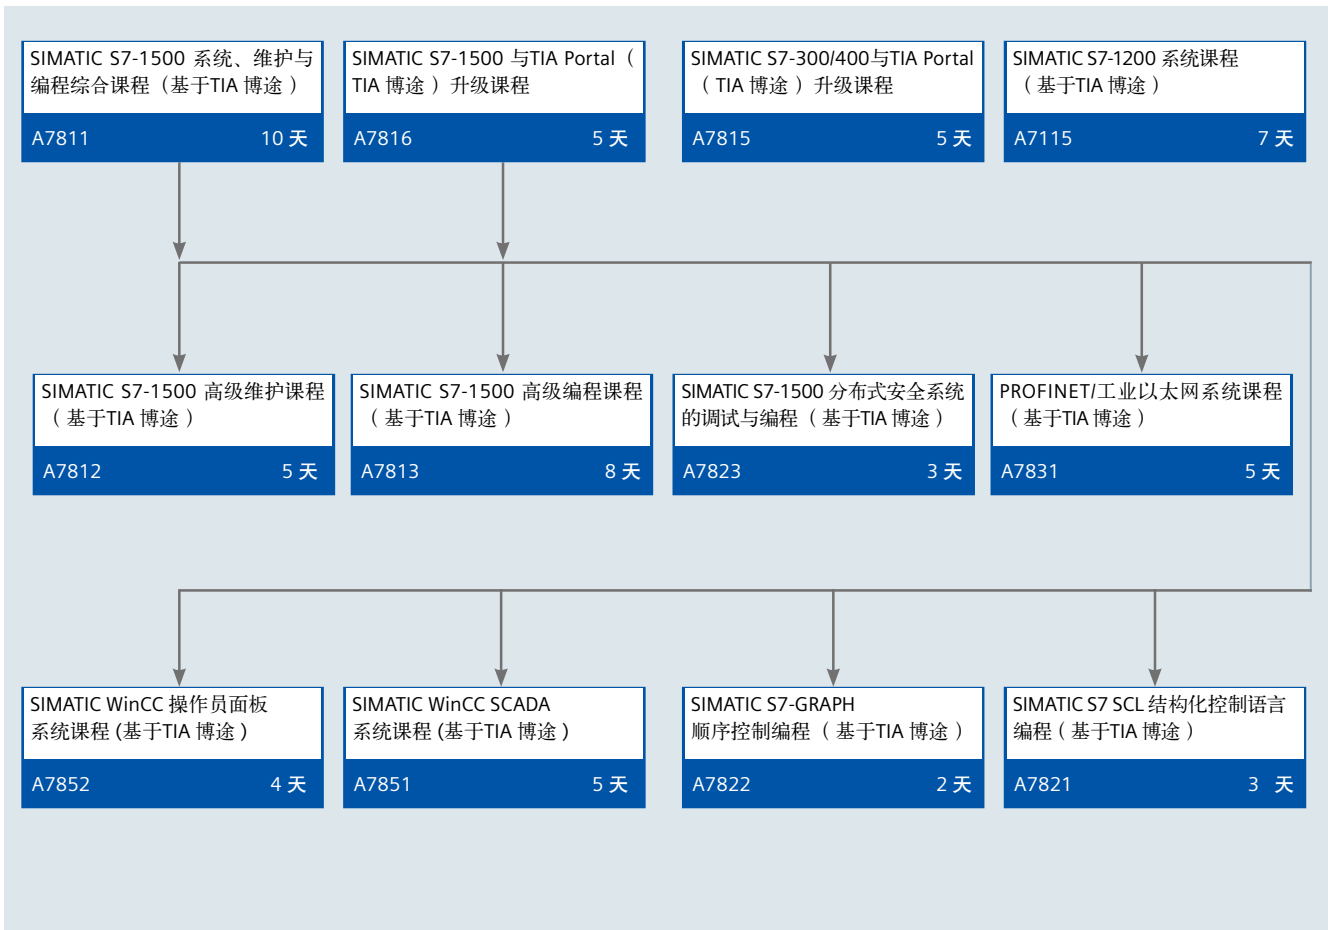 SIMATIC S7-1500 系统、维护与
编程综合课程（基于TIA 博途 ）
A7811 10 天
SIMATIC S7-1500 与TIA Portal（
TIA 博途 ）升级课程
A7816 5 天
SIMATIC S7-300/400与TIA Portal
（ TIA 博途 ）升级课程
A7815 5 天
SIMATIC S7-1200 系统课程
（ 基于TIA 博途 ）
A7115 7 天
SIMATIC S7-1500 高级维护课程
（ 基于TIA 博途 ）
A7812 5 天
SIMATIC S7-1500 高级编程课程
（ 基于TIA 博途 ）
A7813 8 天
SIMATIC S7-1500 分布式安全系统
的调试与编程 （ 基于TIA 博途 ）
A7823 3 天
PROFINET/工业以太网系统课程
（ 基于TIA 博途 ）
A7831 5 天
SIMATIC WinCC 操作员面板
系统课程 (基于TIA 博途 )
A7852 4 天
SIMATIC WinCC SCADA
系统课程 (基于TIA 博途 )
A7851 5 天
SIMATIC S7-GRAPH
顺序控制编程 （ 基于TIA 博途 ）
A7822 2 天
SIMATIC S7 SCL 结构化控制语言
编程（ 基于TIA 博途 ）
A7821 3 天